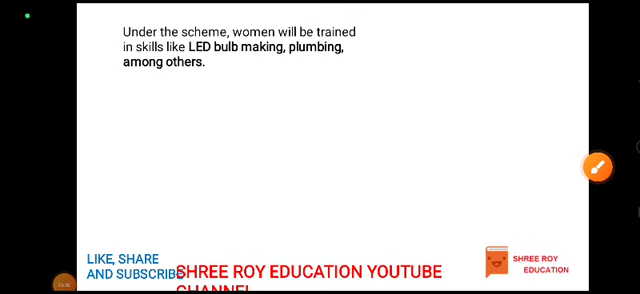 Under the scheme, women will be trained
in skills like LED bulb making, plumbing,
among others.
LIKE, SHARE
AND SUBSCRIBE
SHREE ROY EDUCATION YOUTUBE
CHANNEL
SHREE ROY
EDUCATION